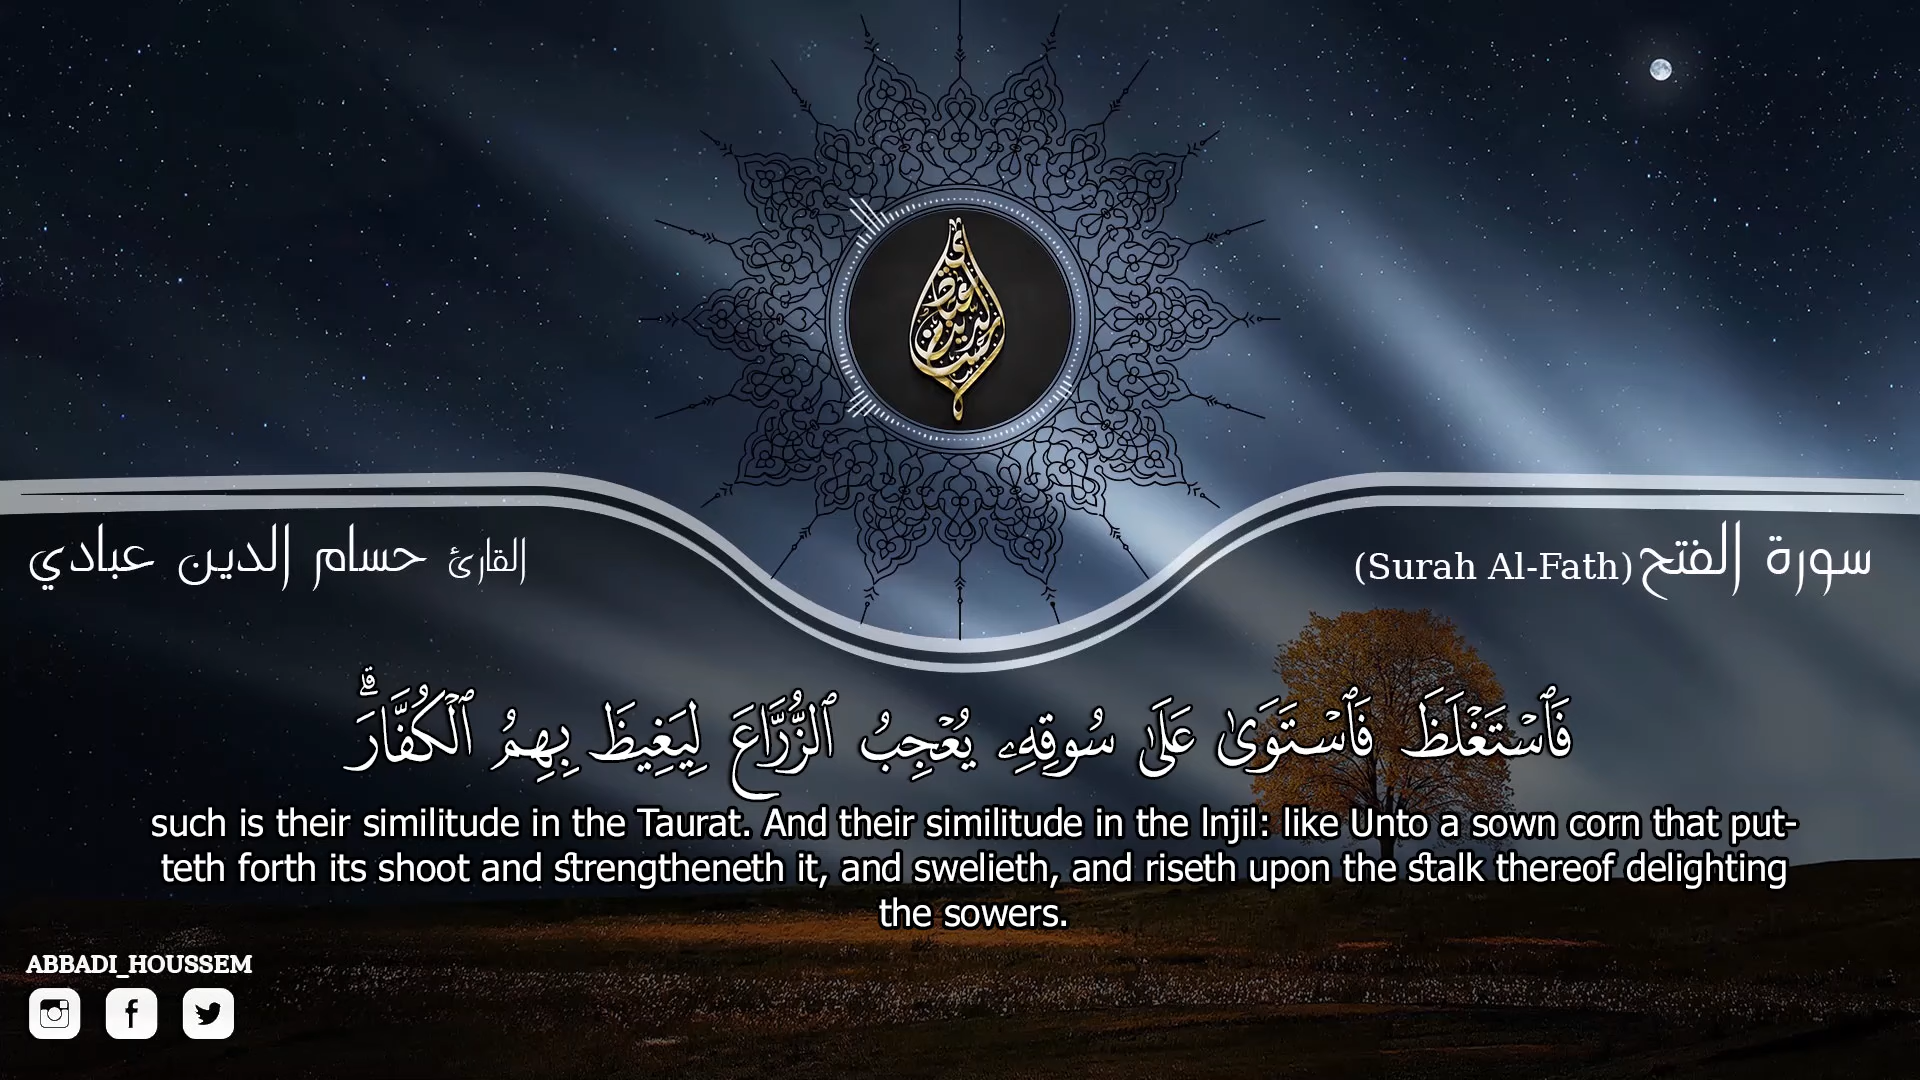 القارئ حسام الدين عبادي
سورة الفتح (Surah Al-Fath)
فَٱسۡتَغۡلَظَ فَٱسۡتَوَىٰ عَلَىٰ سُوقِهِۦ يُعۡجِبُ ٱلزُّرَّاعَ لِيَغِيظَ بِهِمُ ٱلۡكُفَّارَۗ
such is their similitude in the Taurat. And their similitude in the Injil: like Unto a sown corn that put-
teth forth its shoot and strengtheneth it, and swelieth, and riseth upon the stalk thereof delighting
the sowers.
ABBADI_HOUSSEM